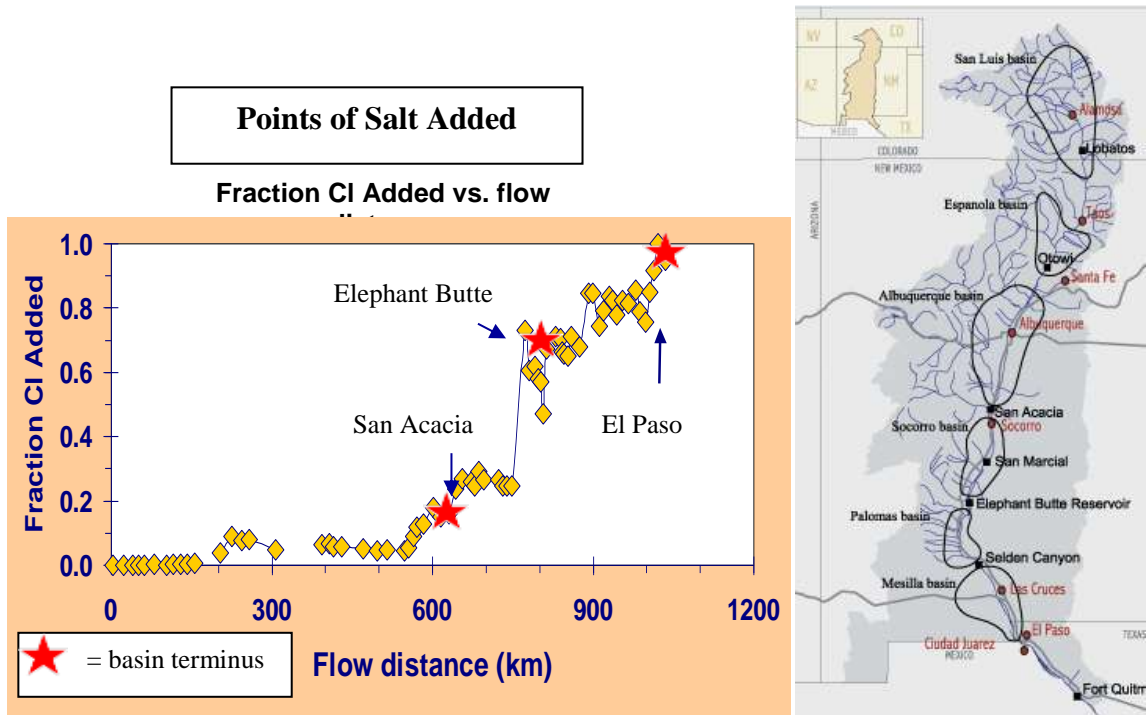 Points of Salt Added
Fraction Cl Added vs. flow
Fraction Cl Added
1.0
0.8
0.6
0.4
0.2
0.0
Elephant Butte
San Acacia
El Paso
0 300 600 900 1200
Flow distance (km)
= basin terminus
NV
CO
AZ
NM
TX
MEXICO
San Luis basin
Alamosa
Lobatos
COLORADO
NEW MEXICO
Espanola basin
Taos
ARIZONA
Otowi
Santa Fe
Albuquerque basin
Albuquerque
San Acacia
Socorro basin
Socorro
San Marcial
Elephant Butte Reservoir
Palomas basin
Selden Canyon
Mesilla basin
Las Cruces
El Paso
TEXAS
Ciudad Juarez
MEXICO
Fort Quitm